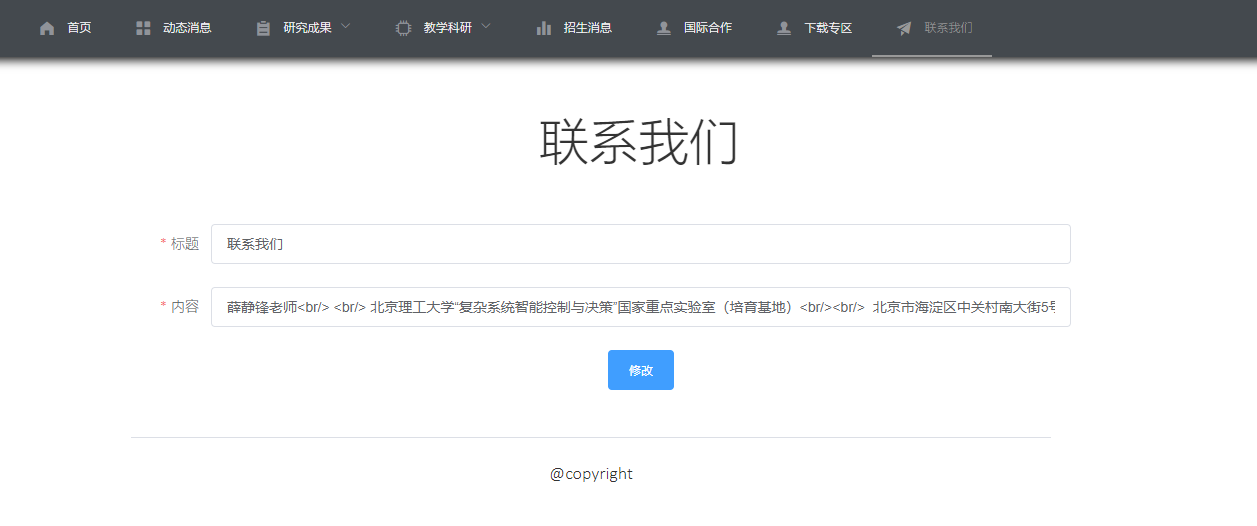 首页 动态消息 研究成果 教学科研 招生消息 国际合作 下载专区 联系我们
联系我们
* 标题 联系我们
* 内容 薛静锋老师<br/> <br/> 北京理工大学“复杂系统智能控制与决策”国家重点实验室（培育基地）<br/><br/>  北京市海淀区中关村南大街5号
修改
@copyright